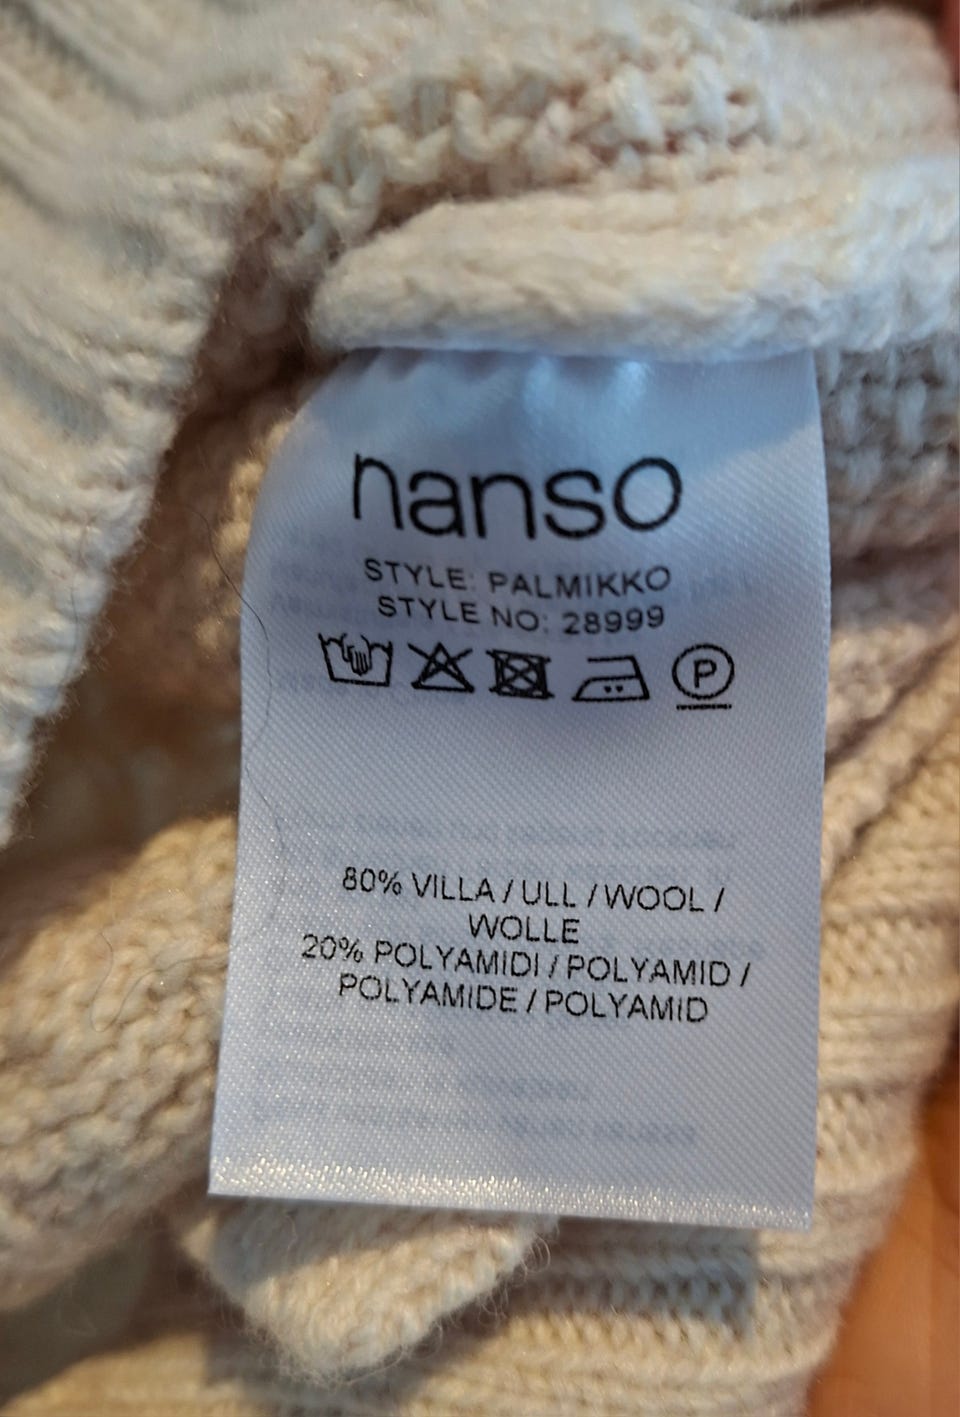 nanso
STYLE: PALMIKKO
STYLE NO: 28999
P
80% VILLA / ULL / WOOL /
WOLLE
20% POLYAMIDI / POLYAMID /
POLYAMIDE / POLYAMID